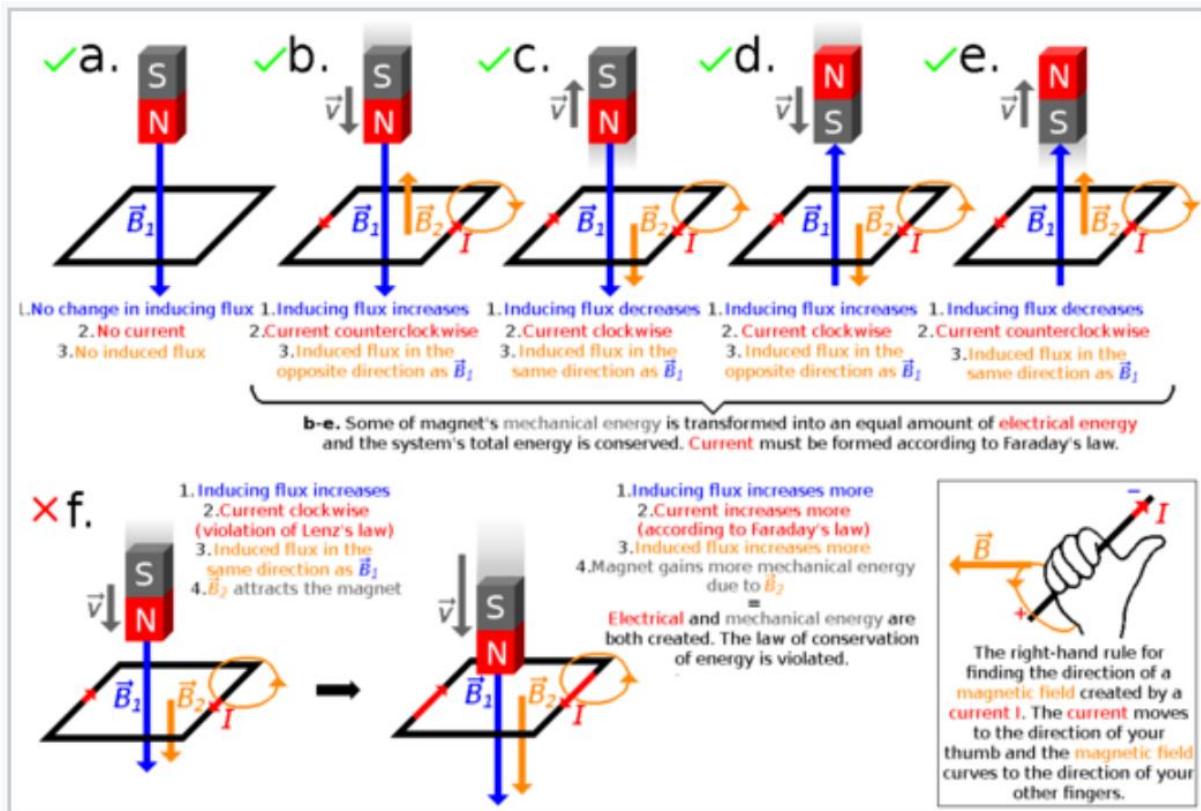 a.
S
N
B₁
1.No change in inducing flux
2.No current
3.No induced flux
b.
S
v
N
B₁
B₂
I
1.Inducing flux increases
2.Current counterclockwise
3.Induced flux in the
opposite direction as B₁
c.
S
v
N
B₁
B₂
I
1.Inducing flux decreases
2. Current clockwise
3. Induced flux in the
same direction as B₁
d.
N
v
S
B₁
B₂
I
1.Inducing flux increases
2. Current clockwise
3.Induced flux in the
opposite direction as B₁
e.
N
v
S
B₁
B₂
I
1.Inducing flux decreases
2.Current counterclockwise
3.Induced flux in the
same direction as B₁
b-e. Some of magnet's mechanical energy is transformed into an equal amount of electrical energy
and the system's total energy is conserved. Current must be formed according to Faraday's law.
f.
S
v
N
B₁
B₂
I
1.Inducing flux increases
2.Current clockwise
(violation of Lenz's law)
3.Induced flux in the
same direction as B₁
4.B₂ attracts the magnet
S
v
N
B₁
B₂
I
1.Inducing flux increases more
2. Current increases more
(according to Faraday's law)
3. Induced flux increases more
4.Magnet gains more mechanical energy
due to B₂
=
Electrical and mechanical energy are
both created. The law of conservation
of energy is violated.
−
I
B
+
The right-hand rule for
finding the direction of a
magnetic field created by a
current I. The current moves
to the direction of your
thumb and the magnetic field
curves to the direction of your
other fingers.